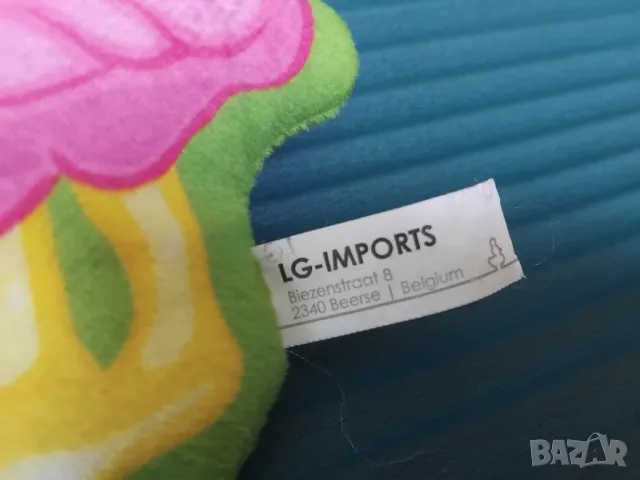 LG-IMPORTS
Biezenstraat 8
2340 Beerse | Belgium
BAZAR